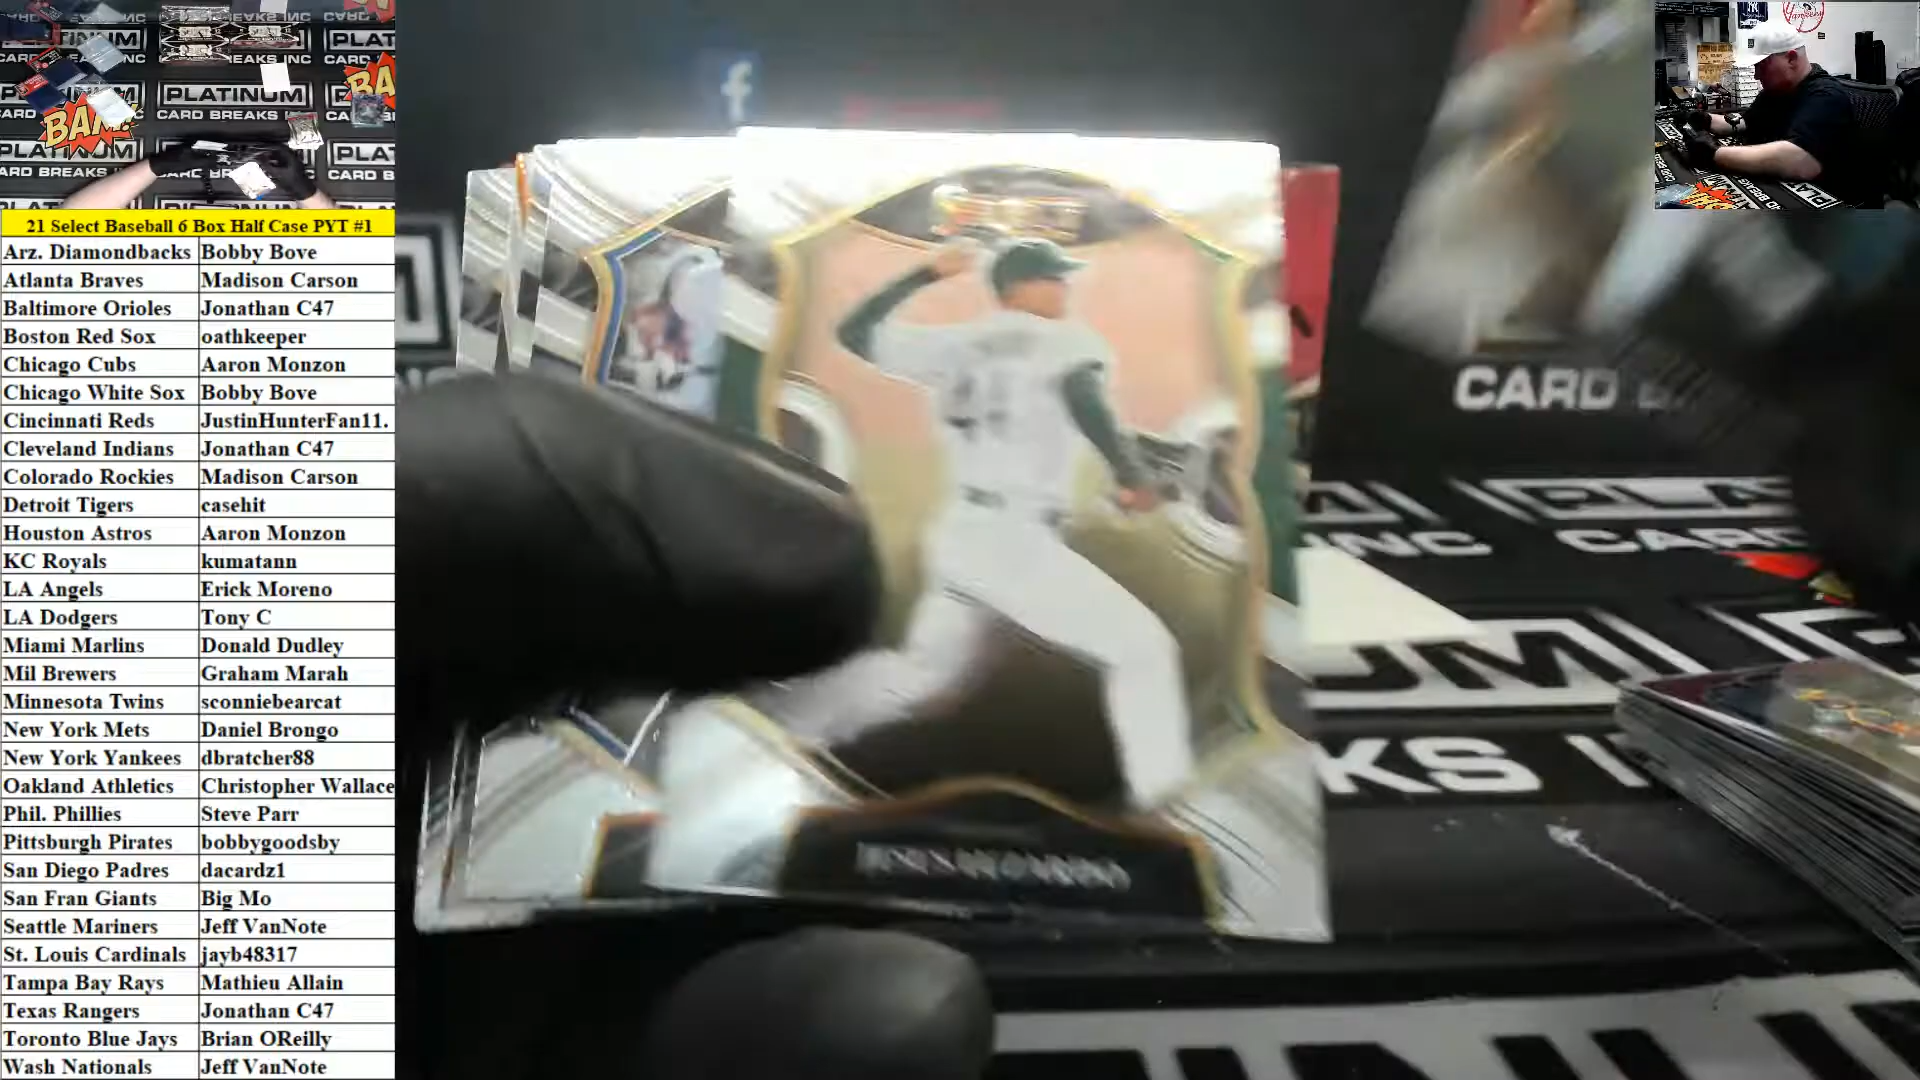 21 Select Baseball 6 Box Half Case PYT #1
Arz. Diamondbacks Bobby Bove
Atlanta Braves Madison Carson
Baltimore Orioles Jonathan C47
Boston Red Sox oathkeeper
Chicago Cubs Aaron Monzon
Chicago White Sox Bobby Bove
Cincinnati Reds JustinHunterFan11.
Cleveland Indians Jonathan C47
Colorado Rockies Madison Carson
Detroit Tigers casehit
Houston Astros Aaron Monzon
KC Royals kumatann
LA Angels Erick Moreno
LA Dodgers Tony C
Miami Marlins Donald Dudley
Mil Brewers Graham Marah
Minnesota Twins sconniebearcat
New York Mets Daniel Brongo
New York Yankees dbratcher88
Oakland Athletics Christopher Wallace
Phil. Phillies Steve Parr
Pittsburgh Pirates bobbygoodsby
San Diego Padres dacardz1
San Fran Giants Big Mo
Seattle Mariners Jeff VanNote
St. Louis Cardinals jayb48317
Tampa Bay Rays Mathieu Allain
Texas Rangers Jonathan C47
Toronto Blue Jays Brian OReilly
Wash Nationals Jeff VanNote
PLATINUM
CARD BREAKS INC
BAM!
PLATINUM
CARD
INC CARD
KS I